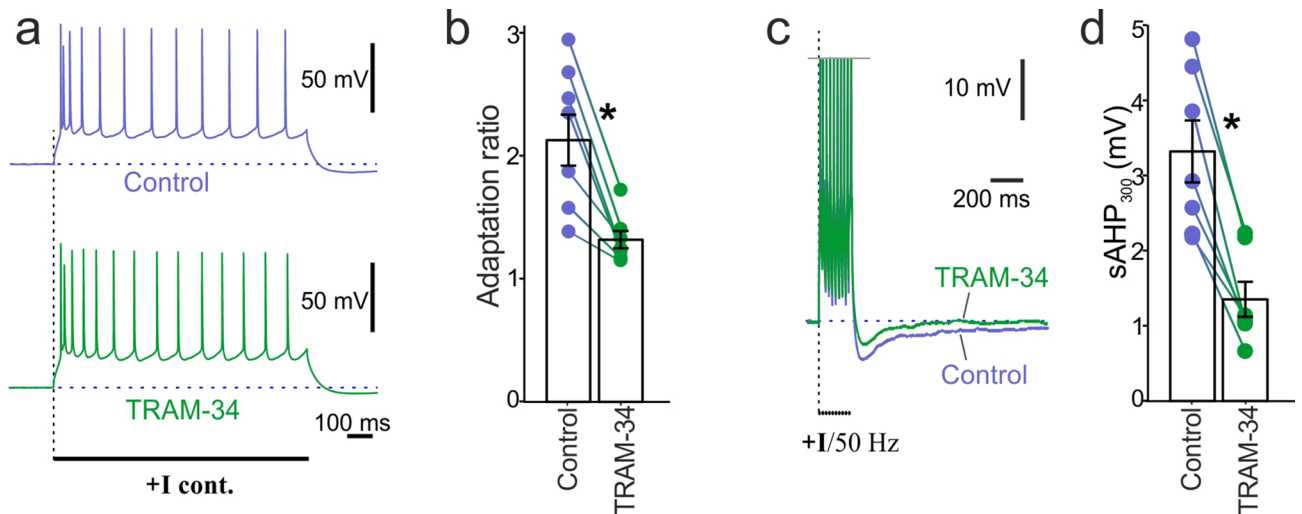 a
50 mV
Control
50 mV
TRAM-34
100 ms
+I cont.
b
Adaptation ratio
3
2
1
0
*
Control
TRAM-34
c
10 mV
200 ms
TRAM-34
Control
+I/50 Hz
d
sAHP300 (mV)
5
4
3
2
1
0
*
Control
TRAM-34